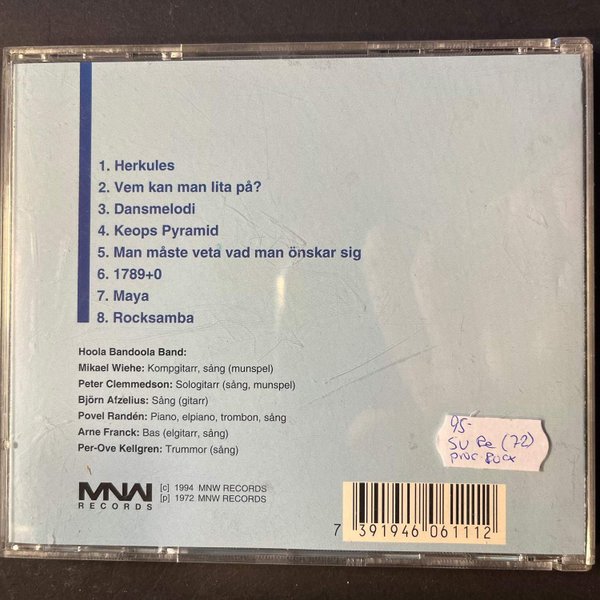 1. Herkules
2. Vem kan man lita på?
3. Dansmelodi
4. Keops Pyramid
5. Man måste veta vad man önskar sig
6. 1789+0
7. Maya
8. Rocksamba
Hoola Bandoola Band:
Mikael Wiehe: Kompgitarr, sång (munspel)
Peter Clemmedson: Sologitarr (sång, munspel)
Björn Afzelius: Sång (gitarr)
Povel Randén: Piano, elpiano, trombon, sång
Arne Franck: Bas (elgitarr, sång)
Per-Ove Kellgren: Trummor (sång)
95-
SV Pe (72)
MNW
RECORDS
[c] 1994 MNW RECORDS
[p] 1972 MNW RECORDS
7 391946 061112